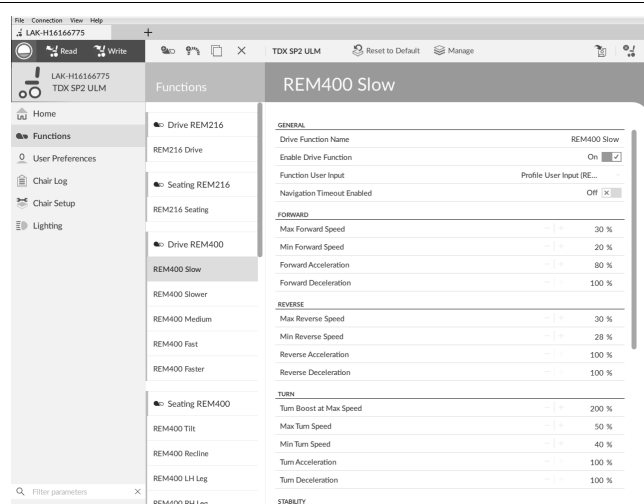 File Connection View Help
LAK-H16166775
Read Write TDX SP2 ULM Reset to Default Manage
LAK-H16166775
TDX SP2 ULM
Functions
REM400 Slow
Home
Functions
User Preferences
Chair Log
Chair Setup
Lighting
Filter parameters
Drive REM216
REM216 Drive
Seating REM216
REM216 Seating
Drive REM400
REM400 Slow
REM400 Slower
REM400 Medium
REM400 Fast
REM400 Faster
Seating REM400
REM400 Tilt
REM400 Recline
REM400 LH Leg
REM400 RH Leg
GENERAL
Drive Function Name REM400 Slow
Enable Drive Function On
Function User Input Profile User Input (RE...
Navigation Timeout Enabled Off
FORWARD
Max Forward Speed − + 30 %
Min Forward Speed − + 20 %
Forward Acceleration − + 80 %
Forward Deceleration − + 100 %
REVERSE
Max Reverse Speed − + 30 %
Min Reverse Speed − + 28 %
Reverse Acceleration − + 100 %
Reverse Deceleration − + 100 %
TURN
Turn Boost at Max Speed − + 200 %
Max Turn Speed − + 50 %
Min Turn Speed − + 40 %
Turn Acceleration − + 100 %
Turn Deceleration − + 100 %
STABILITY